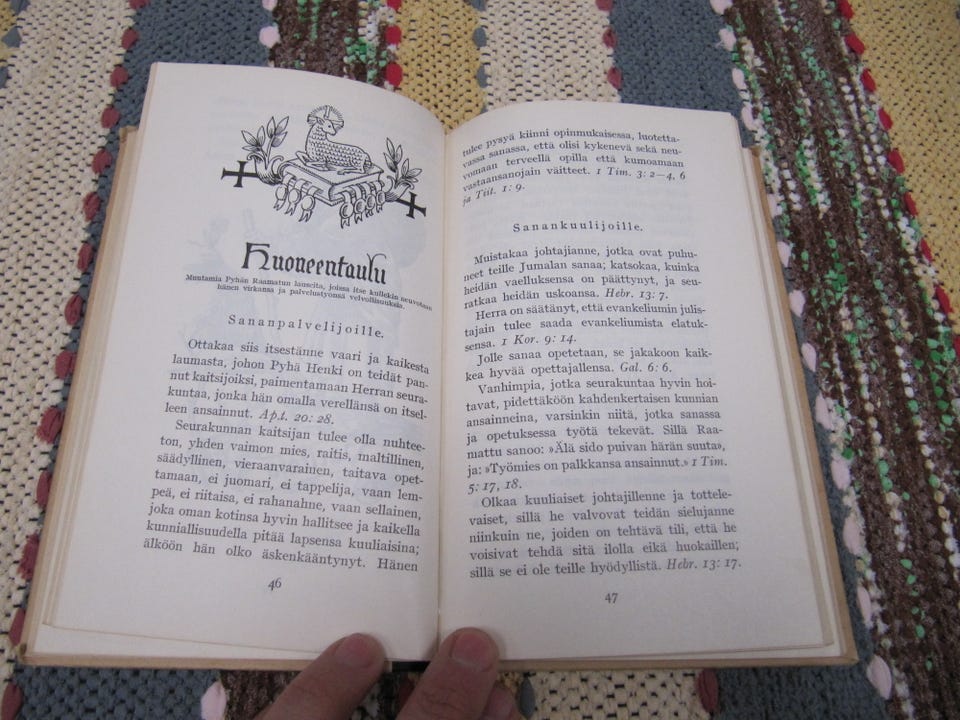 Huoneentaulu
Muutamia Pyhän Raamatun lauseita, joissa itse kullekin neuvotaan
hänen virkansa ja palvelustyönsä velvollisuuksia.
Sananpalvelijoille.
Ottakaa siis itsestänne vaari ja kaikesta
laumasta, johon Pyhä Henki on teidät pan-
nut kaitsijoiksi, paimentamaan Herran seura-
kuntaa, jonka hän omalla verellänsä on itsel-
leen ansainnut. Ap.t. 20: 28.
Seurakunnan kaitsijan tulee olla nuhtee-
ton, yhden vaimon mies, raitis, maltillinen,
säädyllinen, vieraanvarainen, taitava opet-
tamaan, ei juomari, ei tappelija, vaan lem-
peä, ei riitaisa, ei rahanahne, vaan sellainen,
joka oman kotinsa hyvin hallitsee ja kaikella
kunniallisuudella pitää lapsensa kuuliaisina;
älköön hän olko äskenkääntynyt. Hänen
46
tulee pysyä kiinni opinmukaisessa, luotetta-
vassa sanassa, että olisi kykenevä sekä neu-
vomaan terveellä opilla että kumoamaan
vastaansanojain väitteet. 1 Tim. 3: 2—4, 6
ja Tiit. 1: 9.
Sanankuulijoille.
Muistakaa johtajianne, jotka ovat puhu-
neet teille Jumalan sanaa; katsokaa, kuinka
heidän vaelluksensa on päättynyt, ja seu-
ratkaa heidän uskoansa. Hebr. 13: 7.
Herra on säätänyt, että evankeliumin julis-
tajain tulee saada evankeliumista elatuk-
sensa. 1 Kor. 9: 14.
Jolle sanaa opetetaan, se jakakoon kaik-
kea hyvää opettajallensa. Gal. 6: 6.
Vanhimpia, jotka seurakuntaa hyvin hoi-
tavat, pidettäköön kahdenkertaisen kunnian
ansainneina, varsinkin niitä, jotka sanassa
ja opetuksessa työtä tekevät. Sillä Raa-
mattu sanoo: »Älä sido puivan härän suuta»,
ja: »Työmies on palkkansa ansainnut.» 1 Tim.
5: 17, 18.
Olkaa kuuliaiset johtajillenne ja tottele-
vaiset, sillä he valvovat teidän sielujanne
niinkuin ne, joiden on tehtävä tili, että he
voisivat tehdä sitä ilolla eikä huokaillen;
sillä se ei ole teille hyödyllistä. Hebr. 13: 17.
47